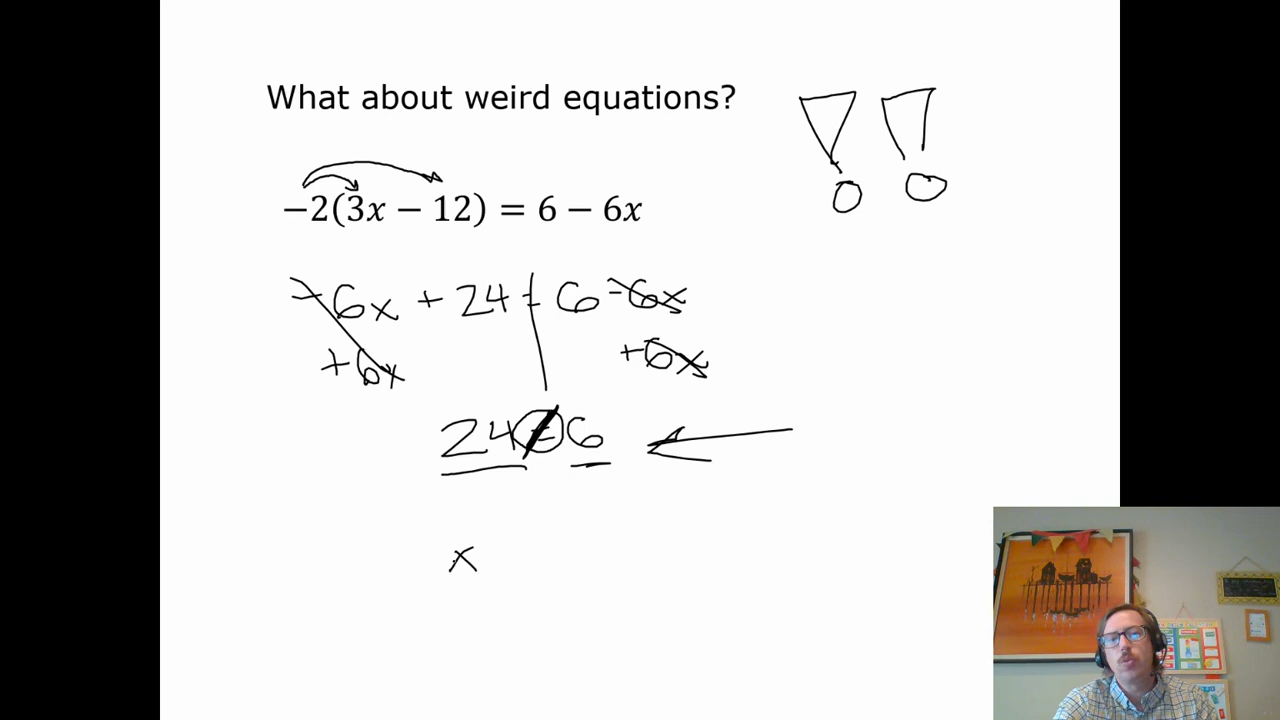 What about weird equations?
!!
−2(3x − 12) = 6 − 6x
-6x + 24 = 6 - 6x
+6x +6x
24 ≠ 6
x